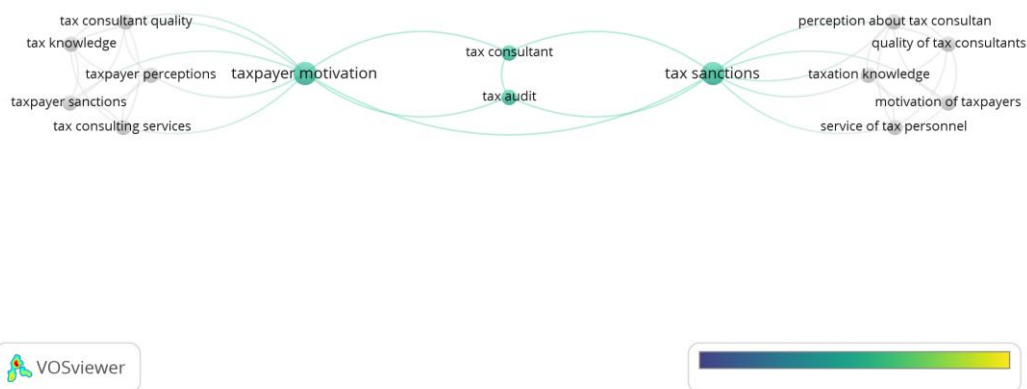 tax consultant quality
tax knowledge
taxpayer perceptions
taxpayer sanctions
tax consulting services
taxpayer motivation
tax consultant
tax audit
tax sanctions
perception about tax consultan
quality of tax consultants
taxation knowledge
motivation of taxpayers
service of tax personnel
VOSviewer